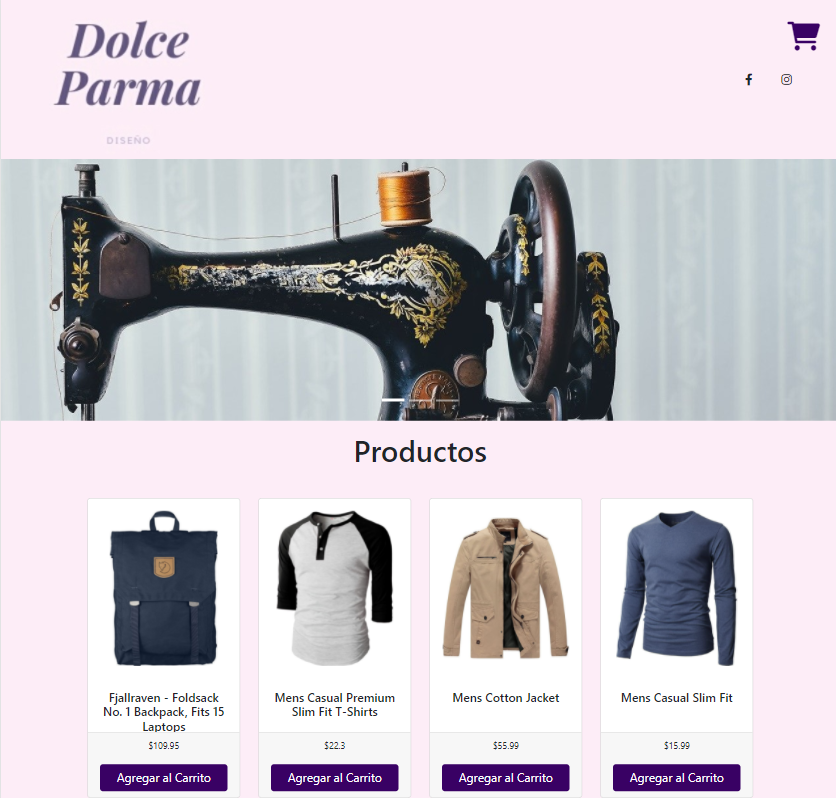 Dolce
Parma
DISEÑO
Productos
Fjallraven - Foldsack
No. 1 Backpack, Fits 15
Laptops
$109.95
Agregar al Carrito
Mens Casual Premium
Slim Fit T-Shirts
$22.3
Agregar al Carrito
Mens Cotton Jacket
$55.99
Agregar al Carrito
Mens Casual Slim Fit
$15.99
Agregar al Carrito